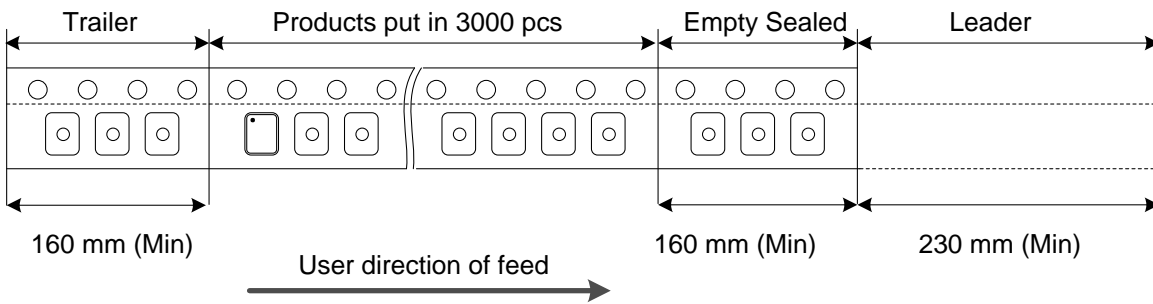 Trailer Products put in 3000 pcs Empty Sealed Leader
160 mm (Min) 160 mm (Min) 230 mm (Min)
User direction of feed